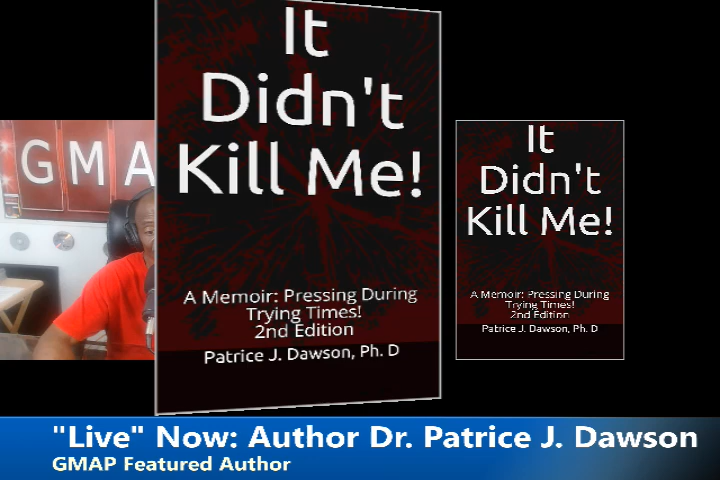 GMA
It
Didn't
Kill Me!
A Memoir: Pressing During
Trying Times!
2nd Edition
Patrice J. Dawson, Ph. D
It
Didn't
Kill Me!
A Memoir: Pressing During
Trying Times!
2nd Edition
Patrice J. Dawson, Ph. D
"Live" Now: Author Dr. Patrice J. Dawson
GMAP Featured Author